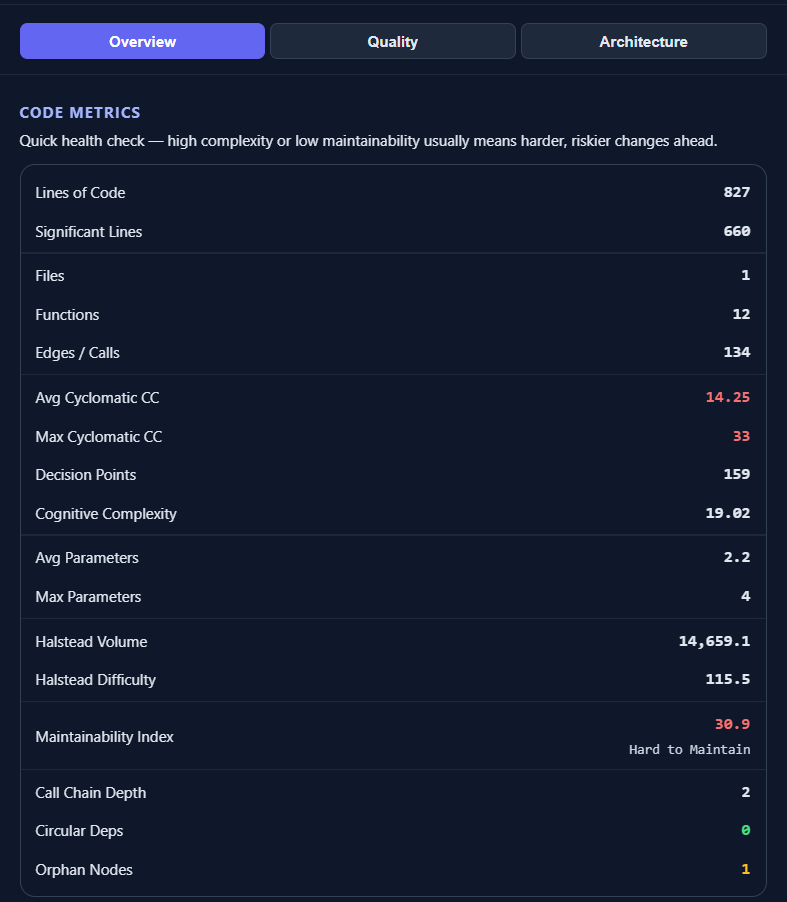 Overview Quality Architecture
CODE METRICS
Quick health check — high complexity or low maintainability usually means harder, riskier changes ahead.
Lines of Code 827
Significant Lines 660
Files 1
Functions 12
Edges / Calls 134
Avg Cyclomatic CC 14.25
Max Cyclomatic CC 33
Decision Points 159
Cognitive Complexity 19.02
Avg Parameters 2.2
Max Parameters 4
Halstead Volume 14,659.1
Halstead Difficulty 115.5
Maintainability Index 30.9
Hard to Maintain
Call Chain Depth 2
Circular Deps 0
Orphan Nodes 1